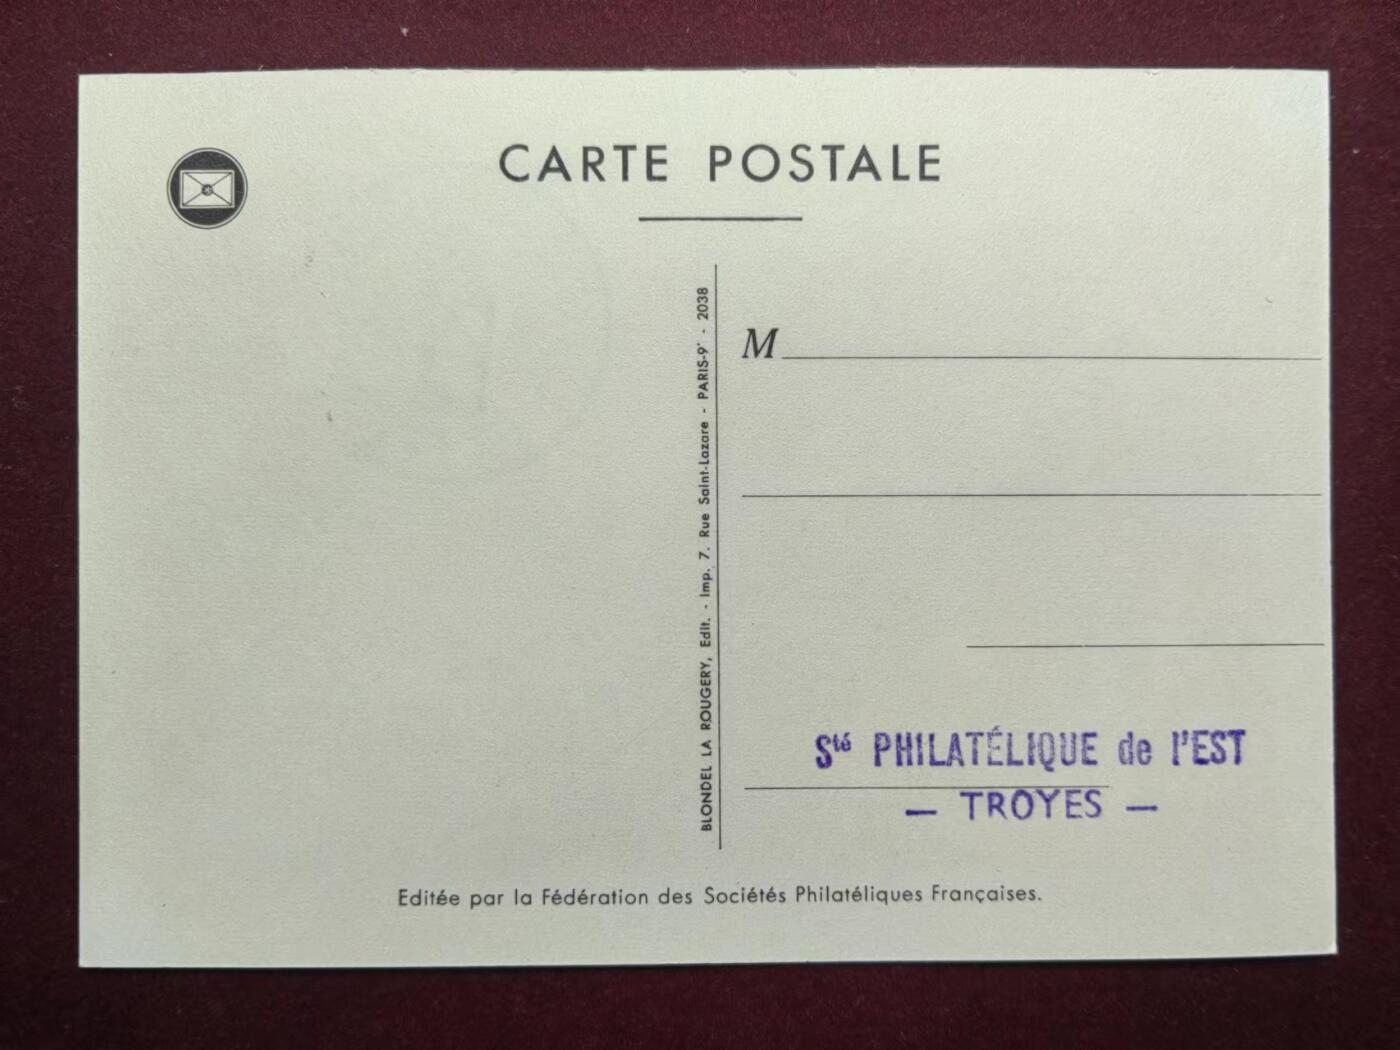 CARTE POSTALE
BLONDEL LA ROUGERY, Edit. - Imp. 7. Rue Saint-Lazare - PARIS-9ᵉ - 2038
M
Sté PHILATÉLIQUE de l'EST
— TROYES —
Editée par la Fédération des Sociétés Philatéliques Françaises.